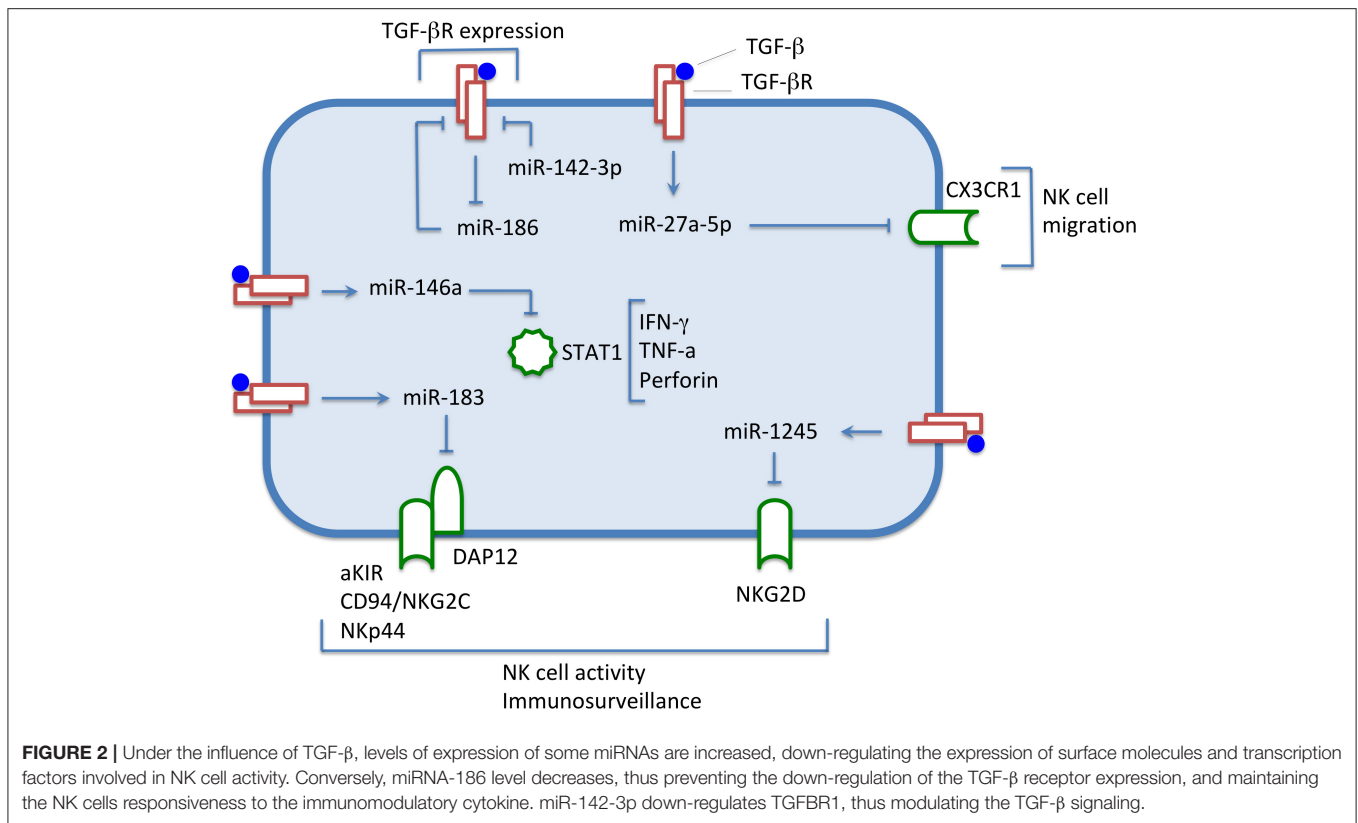 TGF-βR expression
TGF-β
TGF-βR
miR-142-3p
miR-186
miR-27a-5p
CX3CR1
NK cell
migration
miR-146a
STAT1
IFN-γ
TNF-a
Perforin
miR-183
miR-1245
DAP12
aKIR
CD94/NKG2C
NKp44
NKG2D
NK cell activity
Immunosurveillance
FIGURE 2 | Under the influence of TGF-β, levels of expression of some miRNAs are increased, down-regulating the expression of surface molecules and transcription
factors involved in NK cell activity. Conversely, miRNA-186 level decreases, thus preventing the down-regulation of the TGF-β receptor expression, and maintaining
the NK cells responsiveness to the immunomodulatory cytokine. miR-142-3p down-regulates TGFBR1, thus modulating the TGF-β signaling.